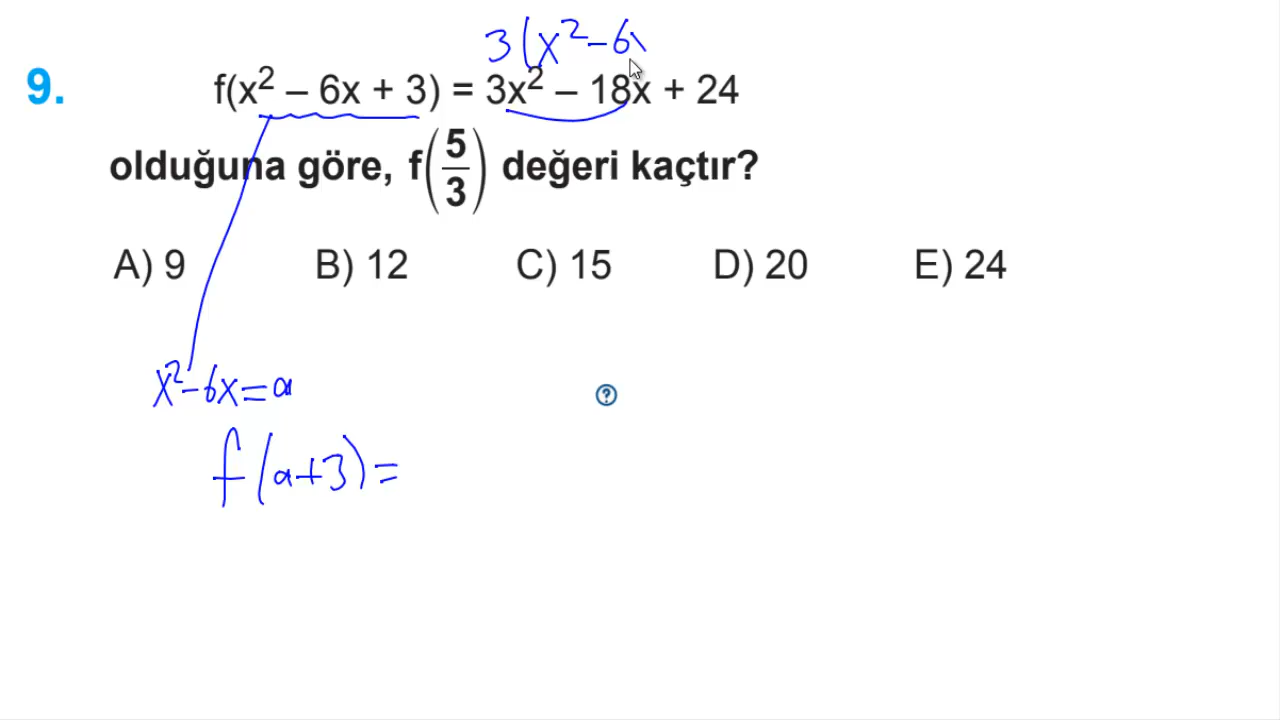 3(x² – 6x
9. f(x² – 6x + 3) = 3x² – 18x + 24
olduğuna göre, f(5/3) değeri kaçtır?
A) 9 B) 12 C) 15 D) 20 E) 24
x² – 6x = a
f(a+3) =